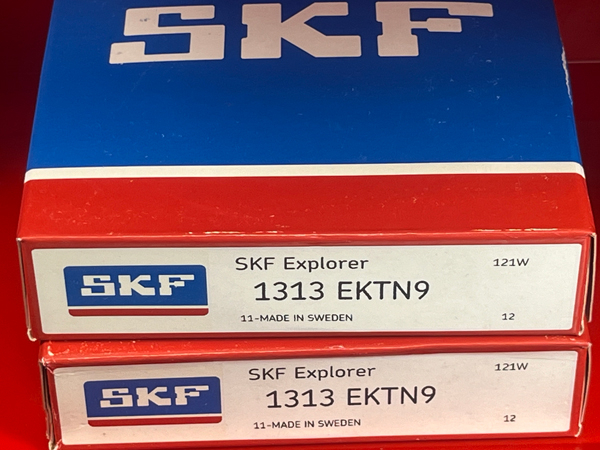 SKF
SKF Explorer 121W
SKF 1313 EKTN9
11-MADE IN SWEDEN 12
SKF Explorer 121W
SKF 1313 EKTN9
11-MADE IN SWEDEN 12